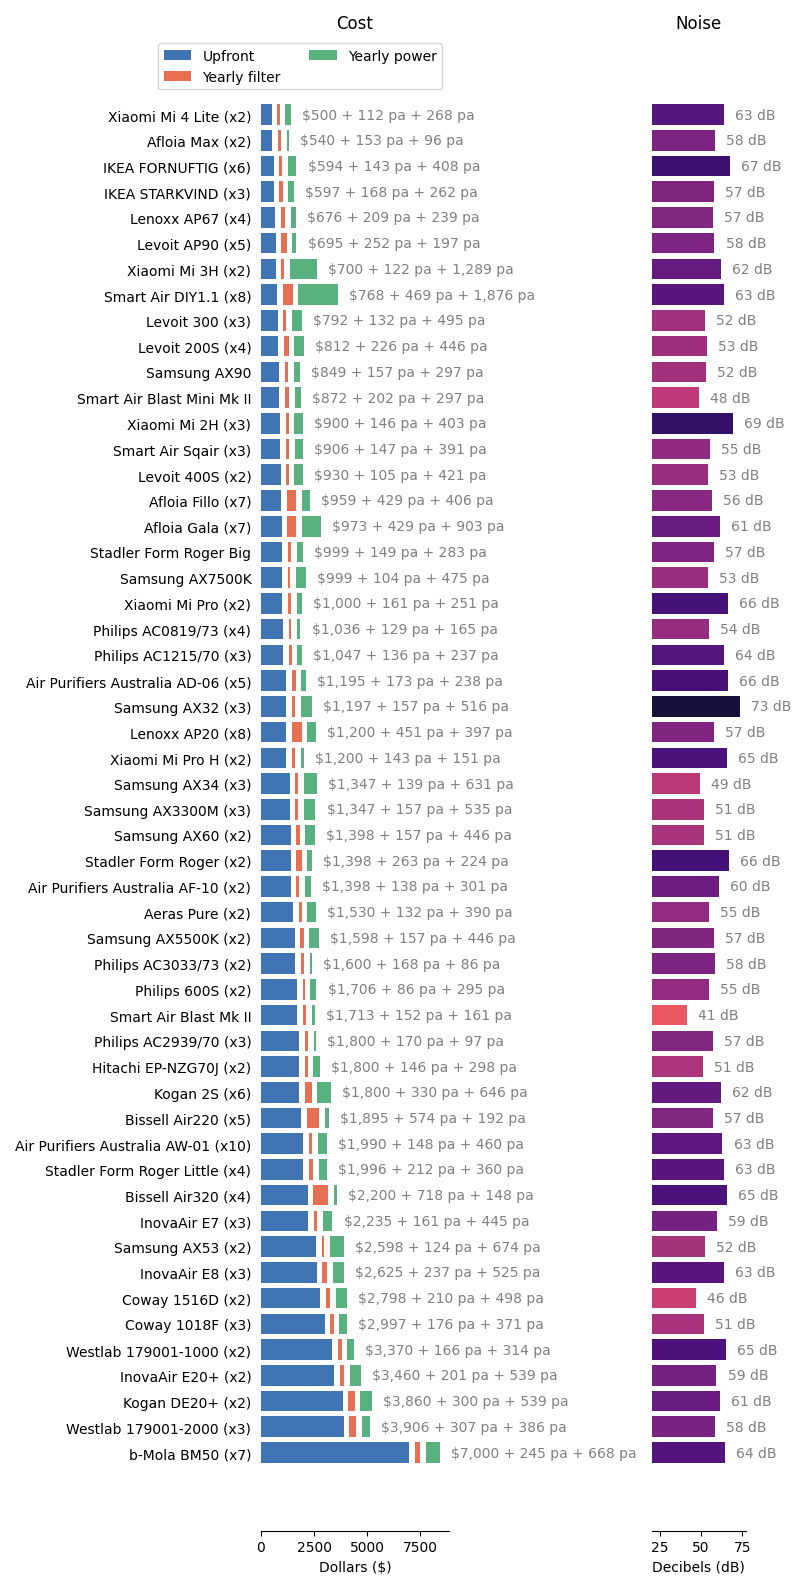 Cost Noise
Upfront Yearly power
Yearly filter
Xiaomi Mi 4 Lite (x2) $500 + 112 pa + 268 pa 63 dB
Afloia Max (x2) $540 + 153 pa + 96 pa 58 dB
IKEA FORNUFTIG (x6) $594 + 143 pa + 408 pa 67 dB
IKEA STARKVIND (x3) $597 + 168 pa + 262 pa 57 dB
Lenoxx AP67 (x4) $676 + 209 pa + 239 pa 57 dB
Levoit AP90 (x5) $695 + 252 pa + 197 pa 58 dB
Xiaomi Mi 3H (x2) $700 + 122 pa + 1,289 pa 62 dB
Smart Air DIY1.1 (x8) $768 + 469 pa + 1,876 pa 63 dB
Levoit 300 (x3) $792 + 132 pa + 495 pa 52 dB
Levoit 200S (x4) $812 + 226 pa + 446 pa 53 dB
Samsung AX90 $849 + 157 pa + 297 pa 52 dB
Smart Air Blast Mini Mk II $872 + 202 pa + 297 pa 48 dB
Xiaomi Mi 2H (x3) $900 + 146 pa + 403 pa 69 dB
Smart Air Sqair (x3) $906 + 147 pa + 391 pa 55 dB
Levoit 400S (x2) $930 + 105 pa + 421 pa 53 dB
Afloia Fillo (x7) $959 + 429 pa + 406 pa 56 dB
Afloia Gala (x7) $973 + 429 pa + 903 pa 61 dB
Stadler Form Roger Big $999 + 149 pa + 283 pa 57 dB
Samsung AX7500K $999 + 104 pa + 475 pa 53 dB
Xiaomi Mi Pro (x2) $1,000 + 161 pa + 251 pa 66 dB
Philips AC0819/73 (x4) $1,036 + 129 pa + 165 pa 54 dB
Philips AC1215/70 (x3) $1,047 + 136 pa + 237 pa 64 dB
Air Purifiers Australia AD-06 (x5) $1,195 + 173 pa + 238 pa 66 dB
Samsung AX32 (x3) $1,197 + 157 pa + 516 pa 73 dB
Lenoxx AP20 (x8) $1,200 + 451 pa + 397 pa 57 dB
Xiaomi Mi Pro H (x2) $1,200 + 143 pa + 151 pa 65 dB
Samsung AX34 (x3) $1,347 + 139 pa + 631 pa 49 dB
Samsung AX3300M (x3) $1,347 + 157 pa + 535 pa 51 dB
Samsung AX60 (x2) $1,398 + 157 pa + 446 pa 51 dB
Stadler Form Roger (x2) $1,398 + 263 pa + 224 pa 66 dB
Air Purifiers Australia AF-10 (x2) $1,398 + 138 pa + 301 pa 60 dB
Aeras Pure (x2) $1,530 + 132 pa + 390 pa 55 dB
Samsung AX5500K (x2) $1,598 + 157 pa + 446 pa 57 dB
Philips AC3033/73 (x2) $1,600 + 168 pa + 86 pa 58 dB
Philips 600S (x2) $1,706 + 86 pa + 295 pa 55 dB
Smart Air Blast Mk II $1,713 + 152 pa + 161 pa 41 dB
Philips AC2939/70 (x3) $1,800 + 170 pa + 97 pa 57 dB
Hitachi EP-NZG70J (x2) $1,800 + 146 pa + 298 pa 51 dB
Kogan 2S (x6) $1,800 + 330 pa + 646 pa 62 dB
Bissell Air220 (x5) $1,895 + 574 pa + 192 pa 57 dB
Air Purifiers Australia AW-01 (x10) $1,990 + 148 pa + 460 pa 63 dB
Stadler Form Roger Little (x4) $1,996 + 212 pa + 360 pa 63 dB
Bissell Air320 (x4) $2,200 + 718 pa + 148 pa 65 dB
InovaAir E7 (x3) $2,235 + 161 pa + 445 pa 59 dB
Samsung AX53 (x2) $2,598 + 124 pa + 674 pa 52 dB
InovaAir E8 (x3) $2,625 + 237 pa + 525 pa 63 dB
Coway 1516D (x2) $2,798 + 210 pa + 498 pa 46 dB
Coway 1018F (x3) $2,997 + 176 pa + 371 pa 51 dB
Westlab 179001-1000 (x2) $3,370 + 166 pa + 314 pa 65 dB
InovaAir E20+ (x2) $3,460 + 201 pa + 539 pa 59 dB
Kogan DE20+ (x2) $3,860 + 300 pa + 539 pa 61 dB
Westlab 179001-2000 (x3) $3,906 + 307 pa + 386 pa 58 dB
b-Mola BM50 (x7) $7,000 + 245 pa + 668 pa 64 dB
0 2500 5000 7500 25 50 75
Dollars ($) Decibels (dB)